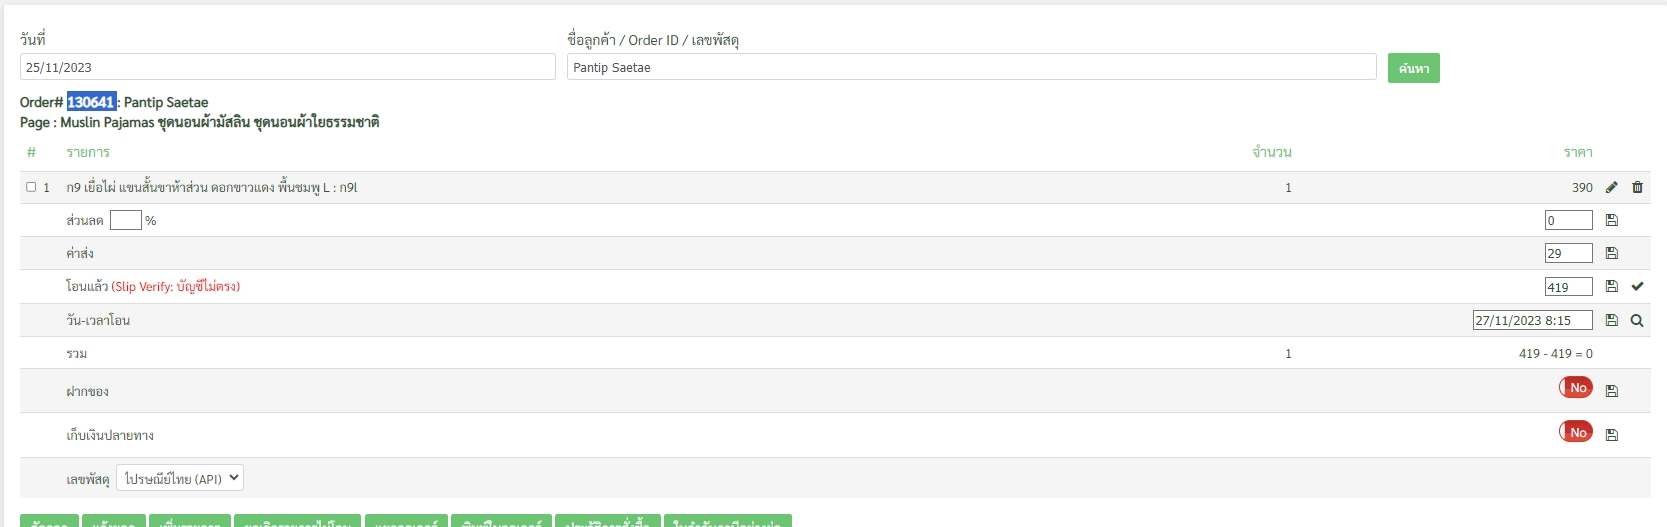 วันที่ ชื่อลูกค้า / Order ID / เลขพัสดุ
25/11/2023 Pantip Saetae ค้นหา
Order# 130641 : Pantip Saetae
Page : Muslin Pajamas ชุดนอนผ้ามัสลิน ชุดนอนผ้าใยธรรมชาติ
# รายการ จำนวน ราคา
1 ก9 เยื่อไผ่ แขนสั้นขาห้าส่วน ดอกขาวแดง พื้นชมพู L : ก9l 1 390
ส่วนลด % 0
ค่าส่ง 29
โอนแล้ว (Slip Verify: บัญชีไม่ตรง) 419
วัน-เวลาโอน 27/11/2023 8:15
รวม 1 419 - 419 = 0
ฝากของ No
เก็บเงินปลายทาง No
เลขพัสดุ ไปรษณีย์ไทย (API)